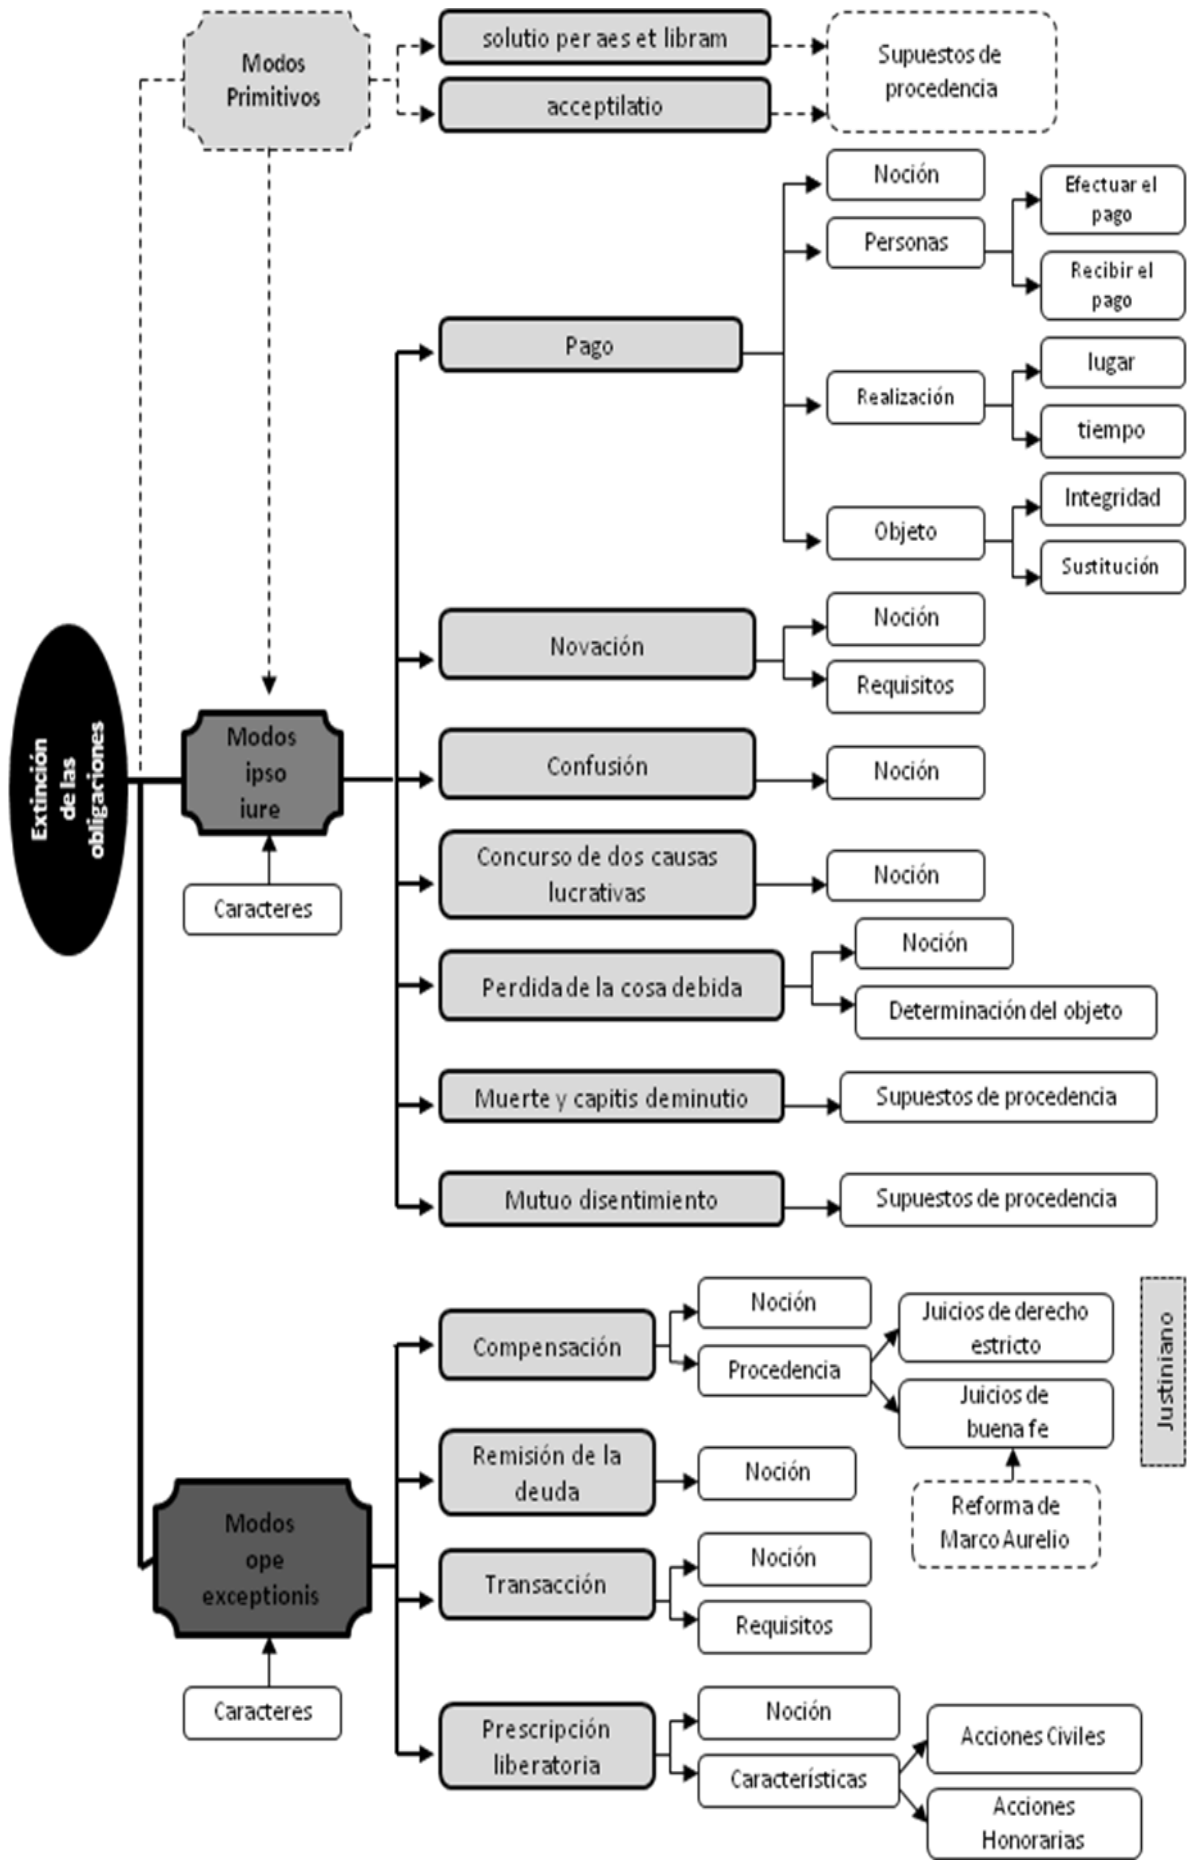 Modos
Primitivos
solutio per aes et libram
acceptilatio
Supuestos de
procedencia
Extinción
de las
obligaciones
Modos
ipso
iure
Caracteres
Pago
Noción
Personas
Efectuar el
pago
Recibir el
pago
Realización
lugar
tiempo
Objeto
Integridad
Sustitución
Novación
Noción
Requisitos
Confusión
Noción
Concurso de dos causas
lucrativas
Noción
Perdida de la cosa debida
Noción
Determinación del objeto
Muerte y capitis deminutio
Supuestos de procedencia
Mutuo disentimiento
Supuestos de procedencia
Modos
ope
exceptionis
Caracteres
Compensación
Noción
Procedencia
Juicios de derecho
estricto
Juicios de
buena fe
Reforma de
Marco Aurelio
Justiniano
Remisión de la
deuda
Noción
Transacción
Noción
Requisitos
Prescripción
liberatoria
Noción
Características
Acciones Civiles
Acciones
Honorarias